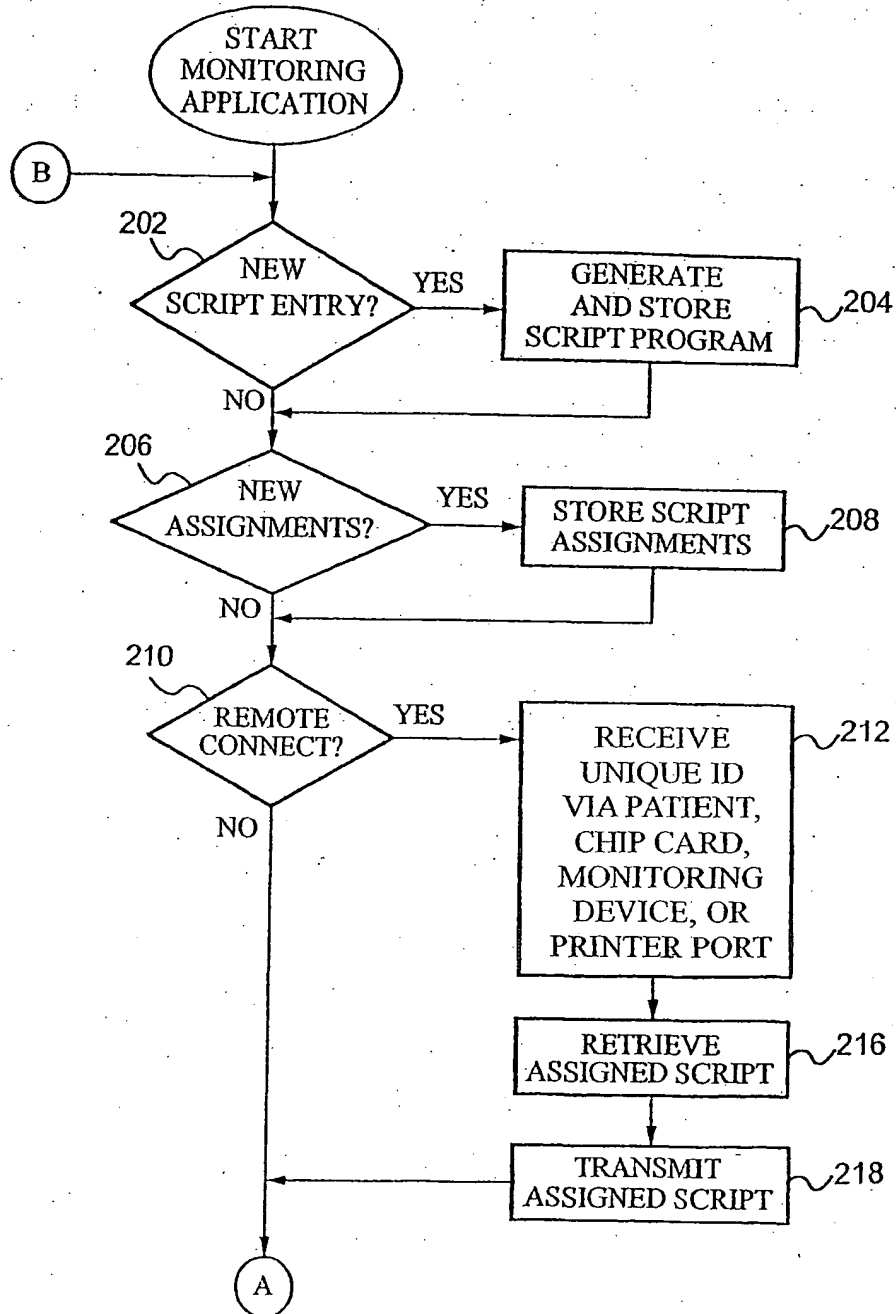 START
MONITORING
APPLICATION
B
202
NEW
SCRIPT ENTRY?
YES
GENERATE
AND STORE
SCRIPT PROGRAM
204
NO
206
NEW
ASSIGNMENTS?
YES
STORE SCRIPT
ASSIGNMENTS
208
NO
210
REMOTE
CONNECT?
YES
RECEIVE
UNIQUE ID
VIA PATIENT,
CHIP CARD,
MONITORING
DEVICE, OR
PRINTER PORT
212
NO
RETRIEVE
ASSIGNED SCRIPT
216
TRANSMIT
ASSIGNED SCRIPT
218
A